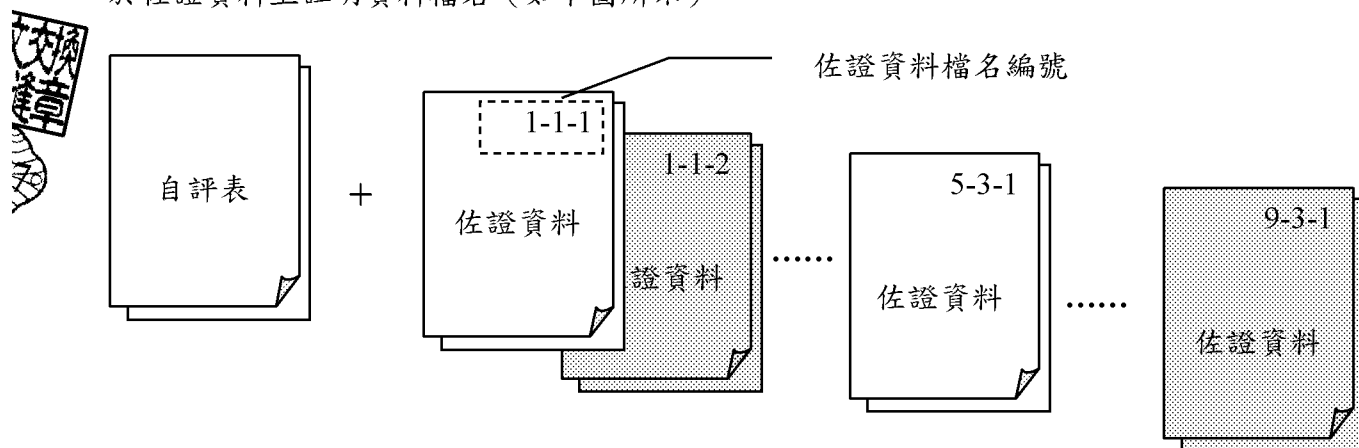 佐證資料檔名編號
1-1-1
1-1-2
5-3-1
9-3-1
自評表
+
佐證資料
證資料
......
佐證資料
......
佐證資料